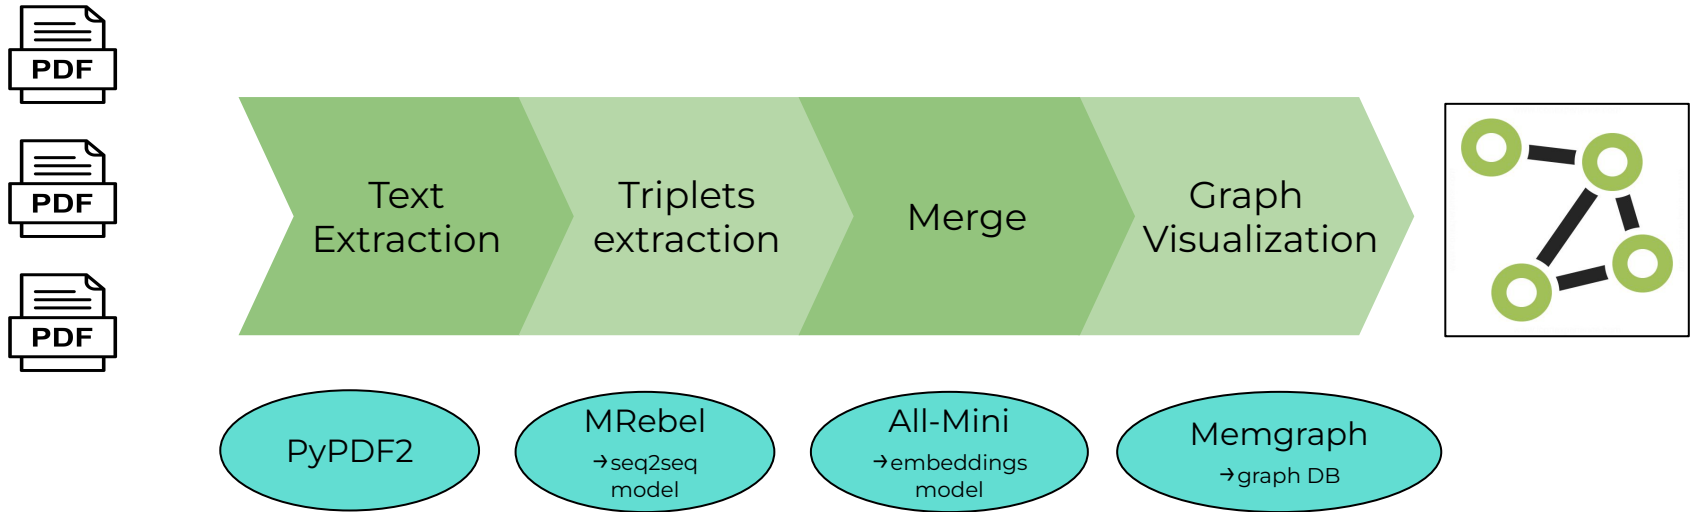 PDF
PDF
PDF
Text
Extraction
Triplets
extraction
Merge
Graph
Visualization
PyPDF2
MRebel
→seq2seq
model
All-Mini
→embeddings
model
Memgraph
→graph DB